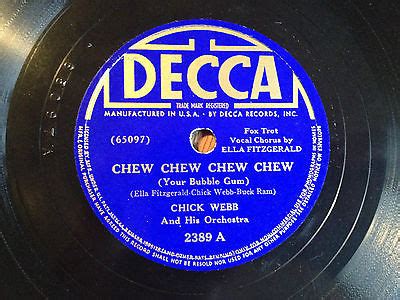 DECCA
TRADE MARK REGISTERED
MANUFACTURED IN U.S.A. · BY DECCA RECORDS, INC.
(65097)
Fox Trot
Vocal Chorus by
ELLA FITZGERALD
CHEW CHEW CHEW CHEW
(Your Bubble Gum)
(Ella Fitzgerald-Chick Webb-Buck Ram)
CHICK WEBB
And His Orchestra
2389 A